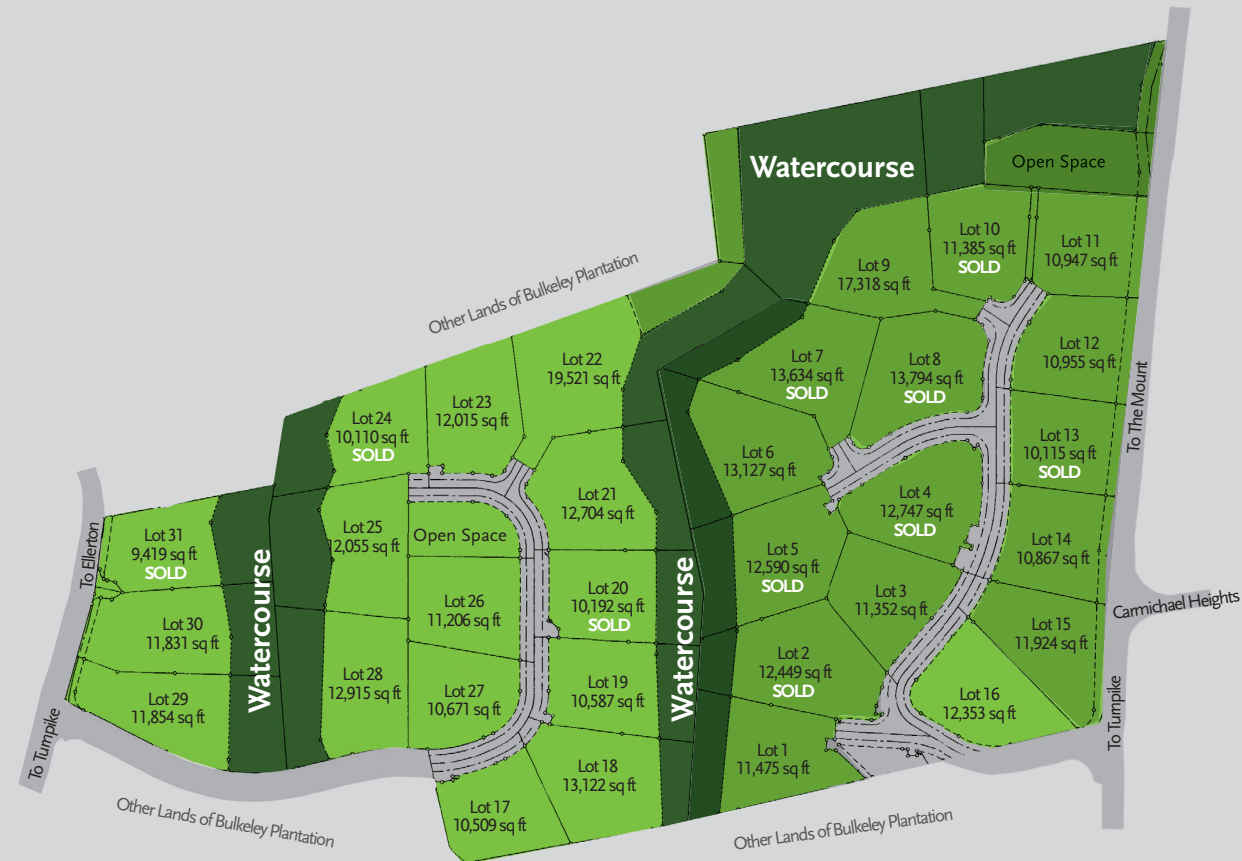 Watercourse
Open Space
Lot 10
11,385 sq ft
SOLD
Lot 11
10,947 sq ft
Lot 9
17,318 sq ft
Other Lands of Bulkeley Plantation
Lot 12
10,955 sq ft
Lot 7
13,634 sq ft
SOLD
Lot 8
13,794 sq ft
SOLD
Lot 22
19,521 sq ft
To The Mount
Lot 23
12,015 sq ft
Lot 24
10,110 sq ft
SOLD
Lot 13
10,115 sq ft
SOLD
Lot 6
13,127 sq ft
Lot 4
12,747 sq ft
SOLD
Lot 21
12,704 sq ft
Lot 25
12,055 sq ft
Open Space
Lot 31
9,419 sq ft
SOLD
To Ellerton
Lot 14
10,867 sq ft
Lot 5
12,590 sq ft
SOLD
Lot 3
11,352 sq ft
Lot 20
10,192 sq ft
SOLD
Lot 26
11,206 sq ft
Carmichael Heights
Lot 15
11,924 sq ft
Lot 30
11,831 sq ft
Watercourse
Watercourse
Lot 2
12,449 sq ft
SOLD
Lot 28
12,915 sq ft
Lot 19
10,587 sq ft
Lot 27
10,671 sq ft
Lot 16
12,353 sq ft
Lot 29
11,854 sq ft
To Turnpike
To Turnpike
Lot 1
11,475 sq ft
Lot 18
13,122 sq ft
Lot 17
10,509 sq ft
Other Lands of Bulkeley Plantation
Other Lands of Bulkeley Plantation